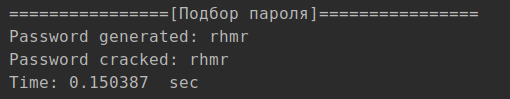 ================[Подбор пароля]================
Password generated: rhmr
Password cracked: rhmr
Time: 0.150387  sec